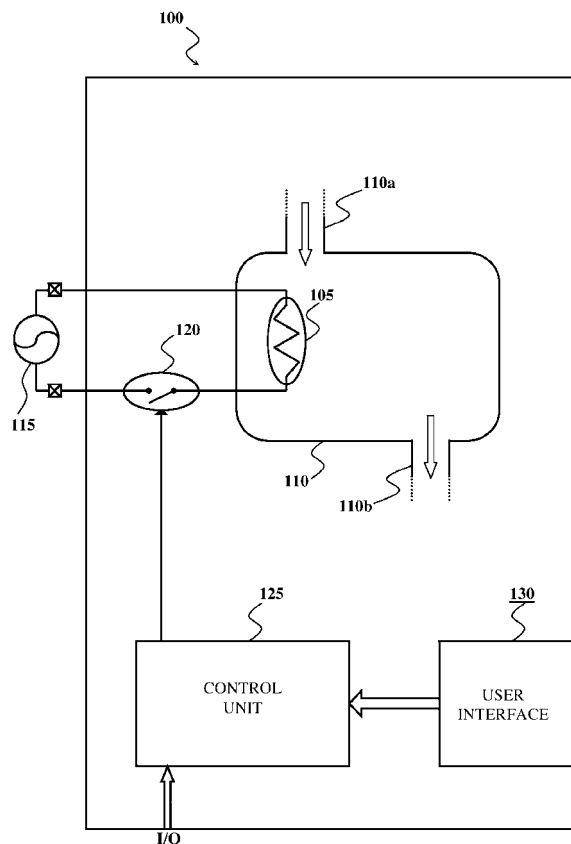 100
110a
105
120
115
110
110b
125
130
CONTROL
UNIT
USER
INTERFACE
I/O